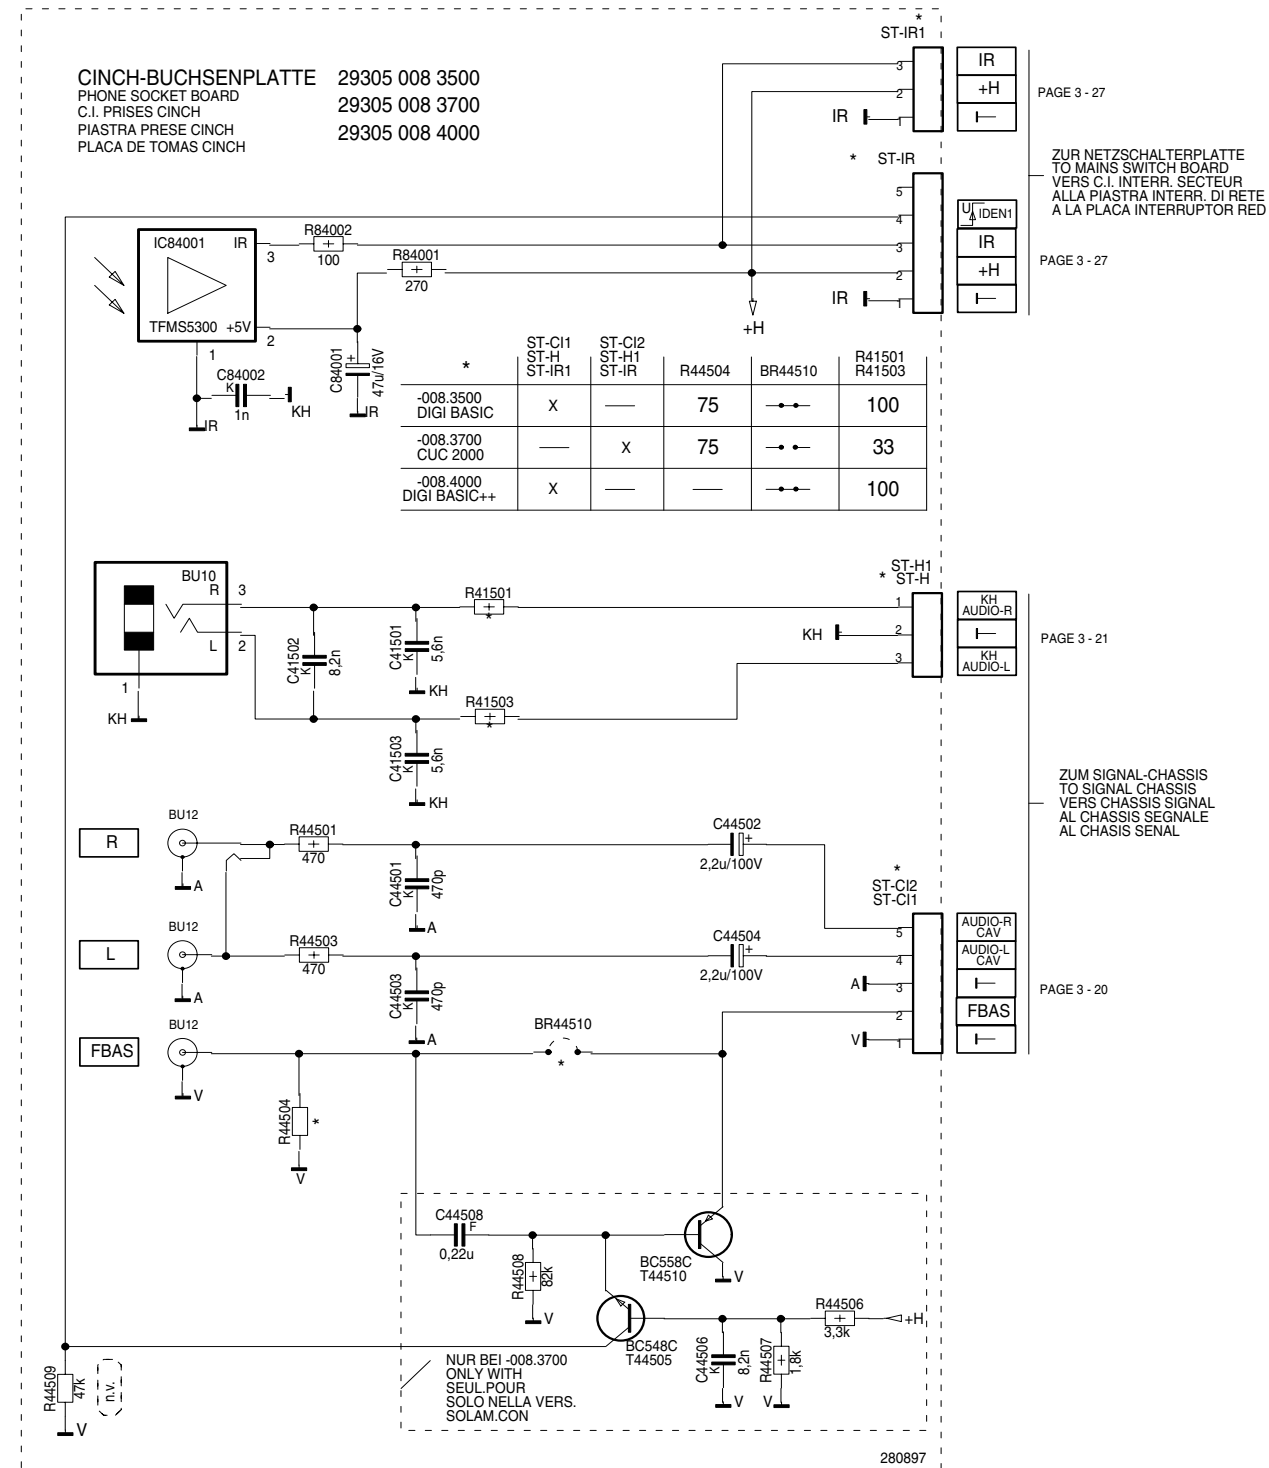 *
ST-IR1
CINCH-BUCHSENPLATTE 29305 008 3500
PHONE SOCKET BOARD
C.I. PRISES CINCH 29305 008 3700
PIASTRA PRESE CINCH
PLACA DE TOMAS CINCH 29305 008 4000
3 IR
2 +H
IR 1
PAGE 3 - 27
ZUR NETZSCHALTERPLATTE
TO MAINS SWITCH BOARD
VERS C.I. INTERR. SECTEUR
ALLA PIASTRA INTERR. DI RETE
A LA PLACA INTERRUPTOR RED
* ST-IR
5
4 U IDEN1
3 IR
2 +H
IR 1
PAGE 3 - 27
IC84001 IR
3
TFMS5300 +5V
2
1
R84002
100
R84001
270
+H
C84002
K
1n
KH
IR
C84001
+
47u/16V
IR
* ST-CI1 ST-CI2 R41501
ST-H ST-H1 R44504 BR44510 R41503
ST-IR1 ST-IR
-008.3500
DIGI BASIC X — 75 100
-008.3700
CUC 2000 — X 75 33
-008.4000
DIGI BASIC++ X — — 100
BU10
R 3
L 2
1
KH
C41502
K
8,2n
C41501
K
5,6n
KH
R41501
*
R41503
*
C41503
K
5,6n
KH
ST-H1
* ST-H
1 KH
AUDIO-R
KH 2
3 KH
AUDIO-L
PAGE 3 - 21
ZUM SIGNAL-CHASSIS
TO SIGNAL CHASSIS
VERS CHASSIS SIGNAL
AL CHASSIS SEGNALE
AL CHASIS SENAL
R
BU12
A
R44501
470
C44501
K
470p
A
C44502
+
2,2u/100V
L
BU12
A
R44503
470
C44503
K
470p
A
C44504
+
2,2u/100V
*
ST-CI2
ST-CI1
5 AUDIO-R
CAV
4 AUDIO-L
CAV
A 3
2 FBAS
V 1
PAGE 3 - 20
FBAS
BU12
V
R44504
*
V
BR44510
*
C44508
F
0,22u
R44508
82k
V
BC558C
T44510
V
BC548C
T44505
R44506
3,3k
+H
C44506
K
8,2n
V
R44507
1,8k
V
NUR BEI -008.3700
ONLY WITH
SEUL.POUR
SOLO NELLA VERS.
SOLAM.CON
R44509
47k
n.v.
V
280897